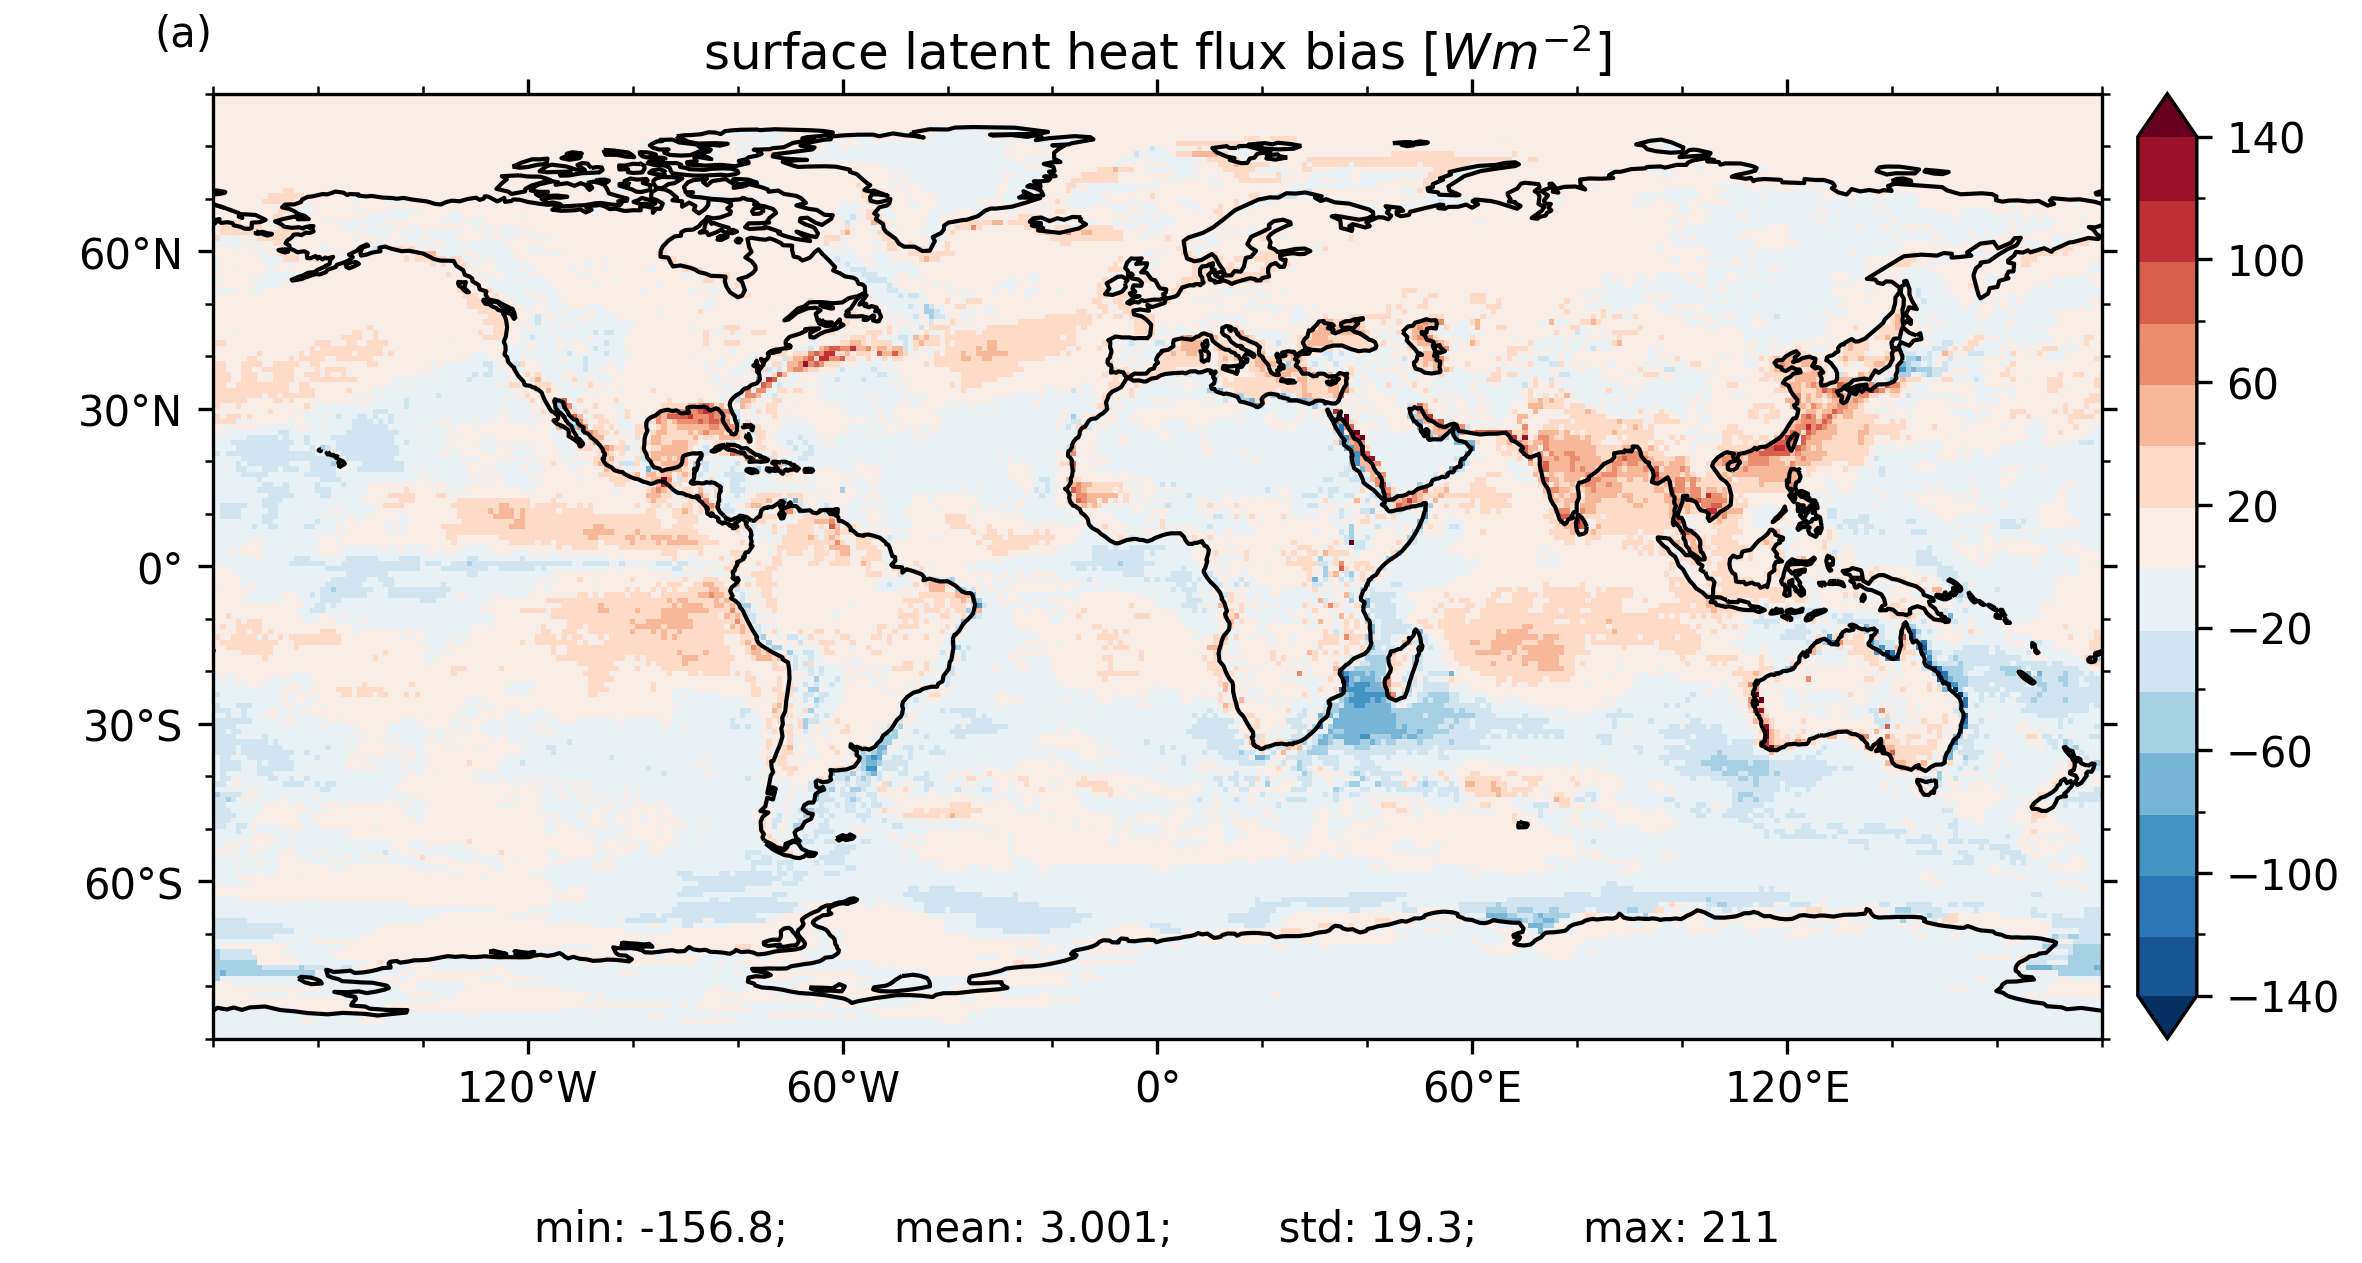 (a)
surface latent heat flux bias [Wm⁻²]
60°N
30°N
0°
30°S
60°S
120°W 60°W 0° 60°E 120°E
140
100
60
20
−20
−60
−100
−140
min: -156.8; mean: 3.001; std: 19.3; max: 211